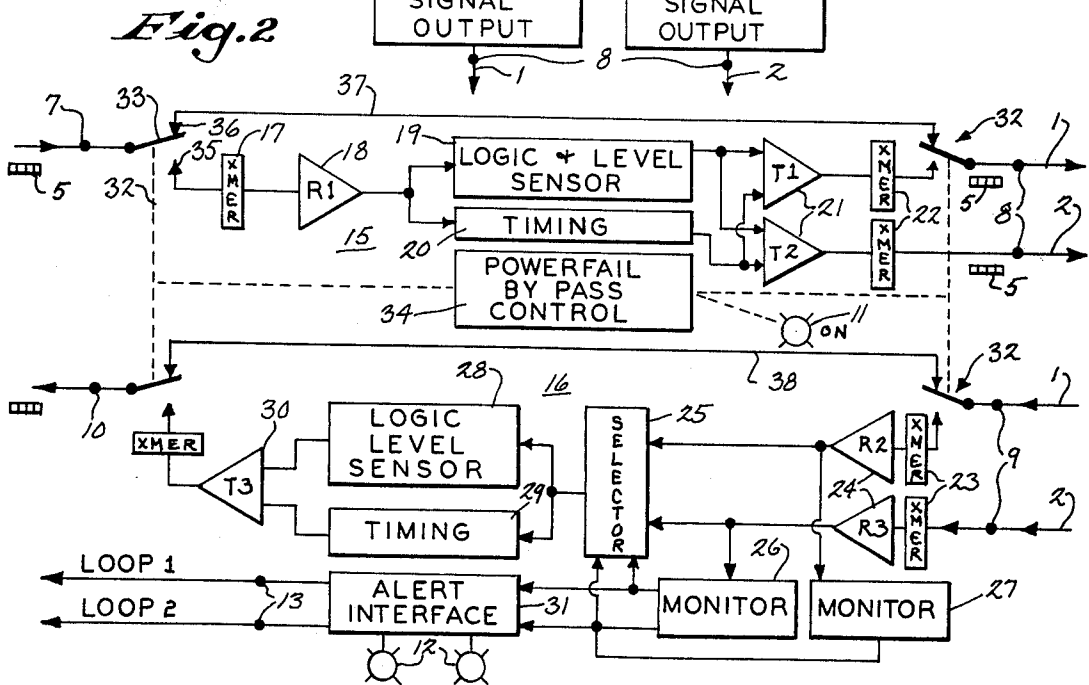 SIGNAL OUTPUT
SIGNAL OUTPUT
Fig.2
8
1
2
37
7
33
36
17
19
32
1
35
18
XMER
R1
LOGIC & LEVEL SENSOR
T1
XMER
5
32
21
22
5
8
2
15
20
TIMING
T2
XMER
5
34
POWERFAIL BY PASS CONTROL
11
ON
38
32
1
10
28
16
25
30
XMER
LOGIC LEVEL SENSOR
SELECTOR
R2
XMER
9
T3
24
23
29
TIMING
R3
XMER
2
LOOP 1
26
13
ALERT INTERFACE
31
MONITOR
MONITOR
27
LOOP 2
12